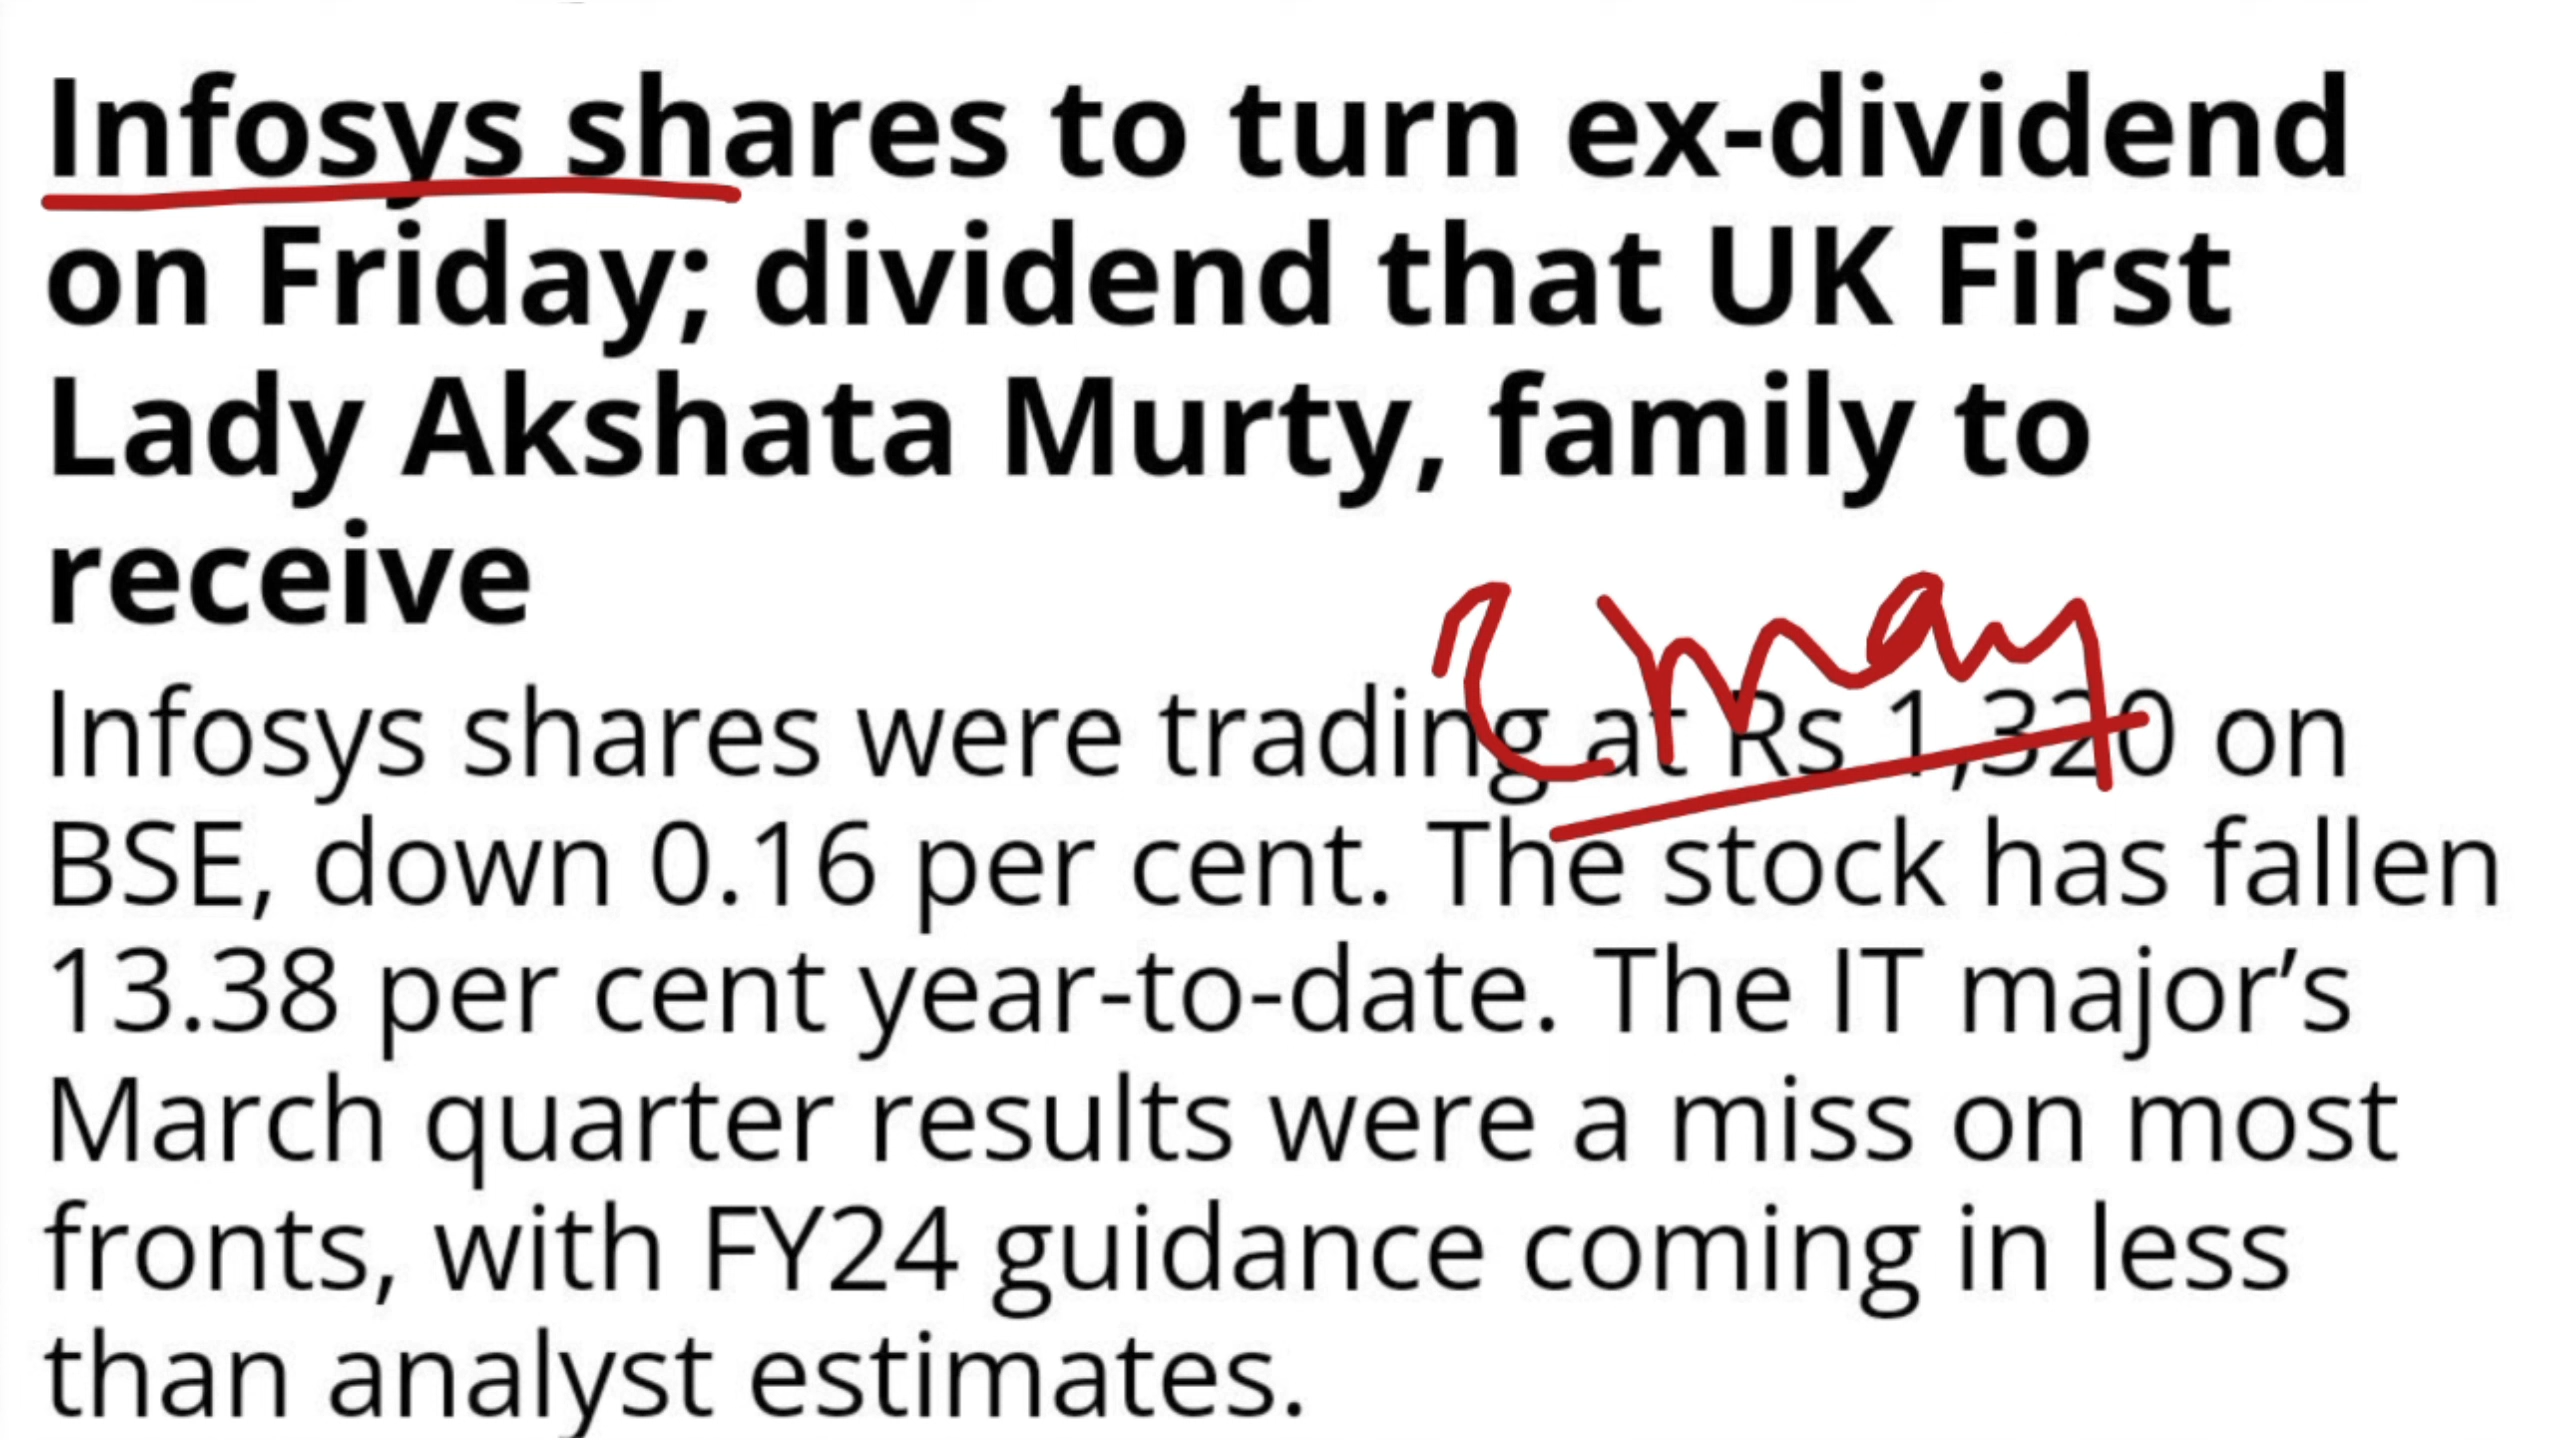 Infosys shares to turn ex-dividend
on Friday; dividend that UK First
Lady Akshata Murty, family to
receive
2 may
Infosys shares were trading at Rs 1,320 on
BSE, down 0.16 per cent. The stock has fallen
13.38 per cent year-to-date. The IT major’s
March quarter results were a miss on most
fronts, with FY24 guidance coming in less
than analyst estimates.